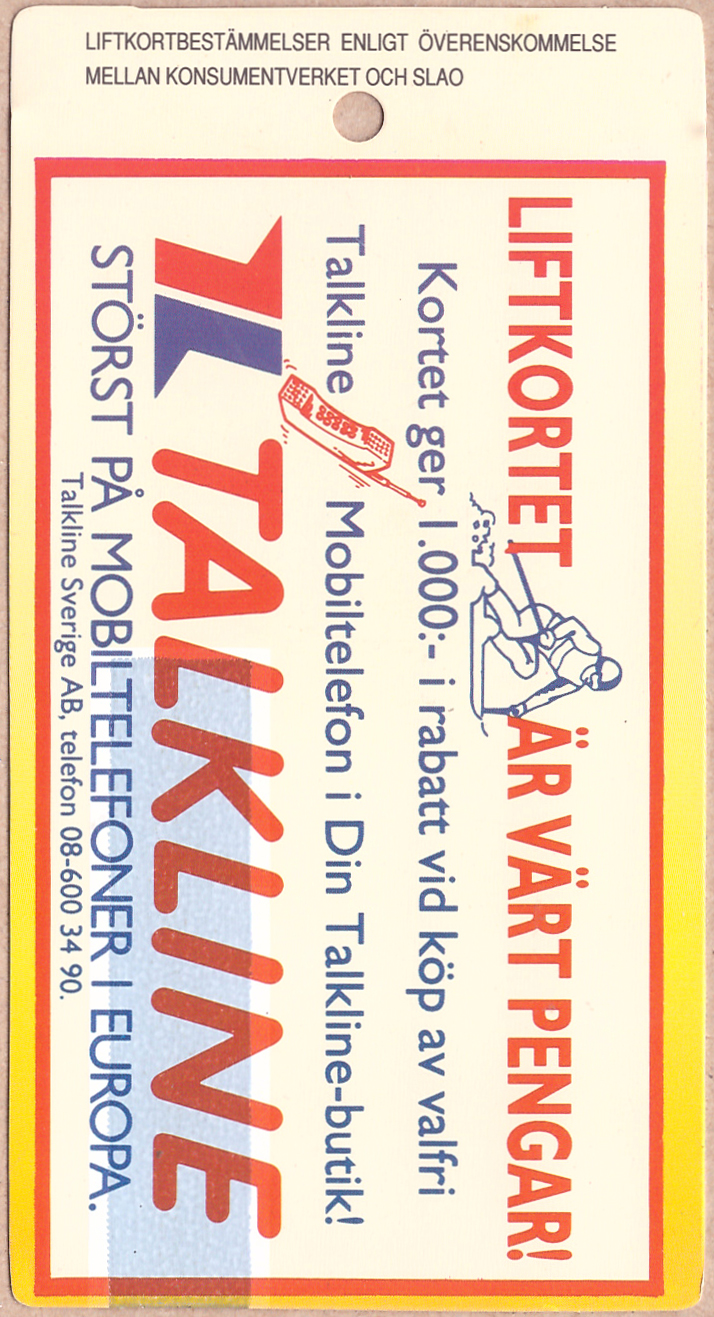 LIFTKORTBESTÄMMELSER ENLIGT ÖVERENSKOMMELSE
MELLAN KONSUMENTVERKET OCH SLAO
LIFTKORTET ÄR VÄRT PENGAR!
Kortet ger 1.000:- i rabatt vid köp av valfri
Talkline Mobiltelefon i Din Talkline-butik!
TALKLINE
STÖRST PÅ MOBILTELEFONER I EUROPA.
Talkline Sverige AB, telefon 08-600 34 90.